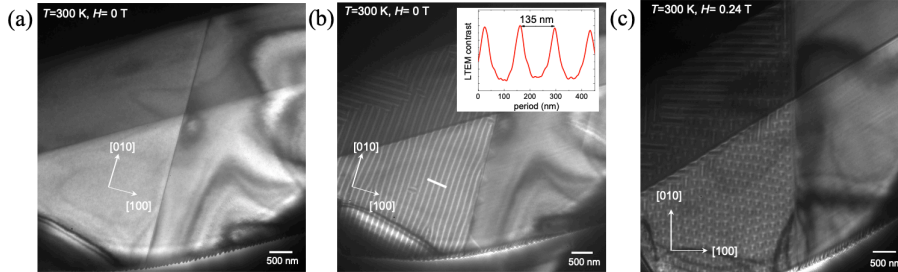 (a)
T=300 K, H= 0 T
[010]
[100]
500 nm
(b)
T=300 K, H= 0 T
135 nm
LTEM contrast
0 100 200 300 400
period (nm)
[010]
[100]
500 nm
(c)
T=300 K, H= 0.24 T
[010]
[100]
500 nm